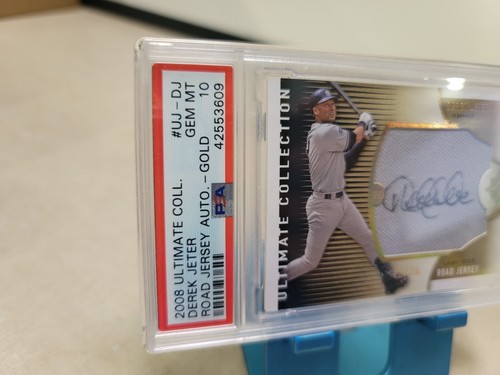 2008 ULTIMATE COLL.
#UJ-DJ
DEREK JETER
GEM MT
ROAD JERSEY AUTO.-GOLD
10
PSA
42553609
ULTIMATE COLLECTION
ROAD JERSEY